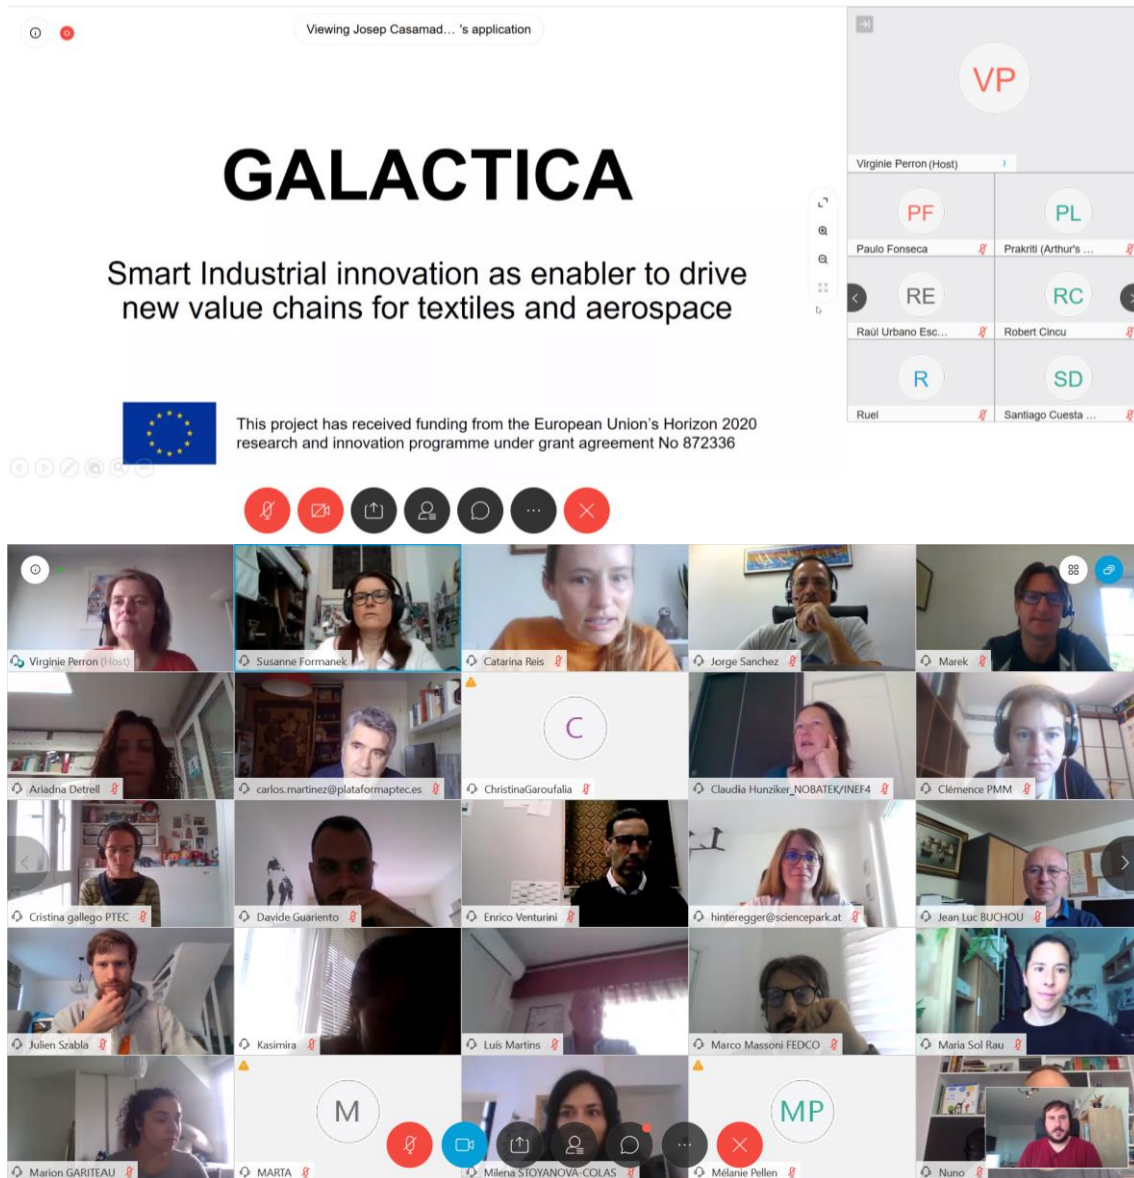 Viewing Josep Casamad... 's application
GALACTICA
Smart Industrial innovation as enabler to drive
new value chains for textiles and aerospace
This project has received funding from the European Union's Horizon 2020
research and innovation programme under grant agreement No 872336
VP
Virginie Perron (Host)
PF
Paulo Fonseca
PL
Prakriti (Arthur's ...
RE
Raúl Urbano Esc...
RC
Robert Cincu
R
Ruel
SD
Santiago Cuesta ...
Virginie Perron (Host)
Susanne Formanek
Catarina Reis
Jorge Sanchez
Marek
Ariadna Detrell
carlos.martinez@plataformaptec.es
C
ChristinaGaroufalia
Claudia Hunziker_NOBATEK/INEF4
Clémence PMM
Cristina gallego PTEC
Davide Guariento
Enrico Venturini
hinteregger@sciencepark.at
Jean Luc BUCHOU
Julien Szabla
Kasimira
Luís Martins
Marco Massoni FEDCO
Maria Sol Rau
Marion GARITEAU
M
MARTA
Milena STOYANOVA-COLAS
MP
Mélanie Pellen
Nuno